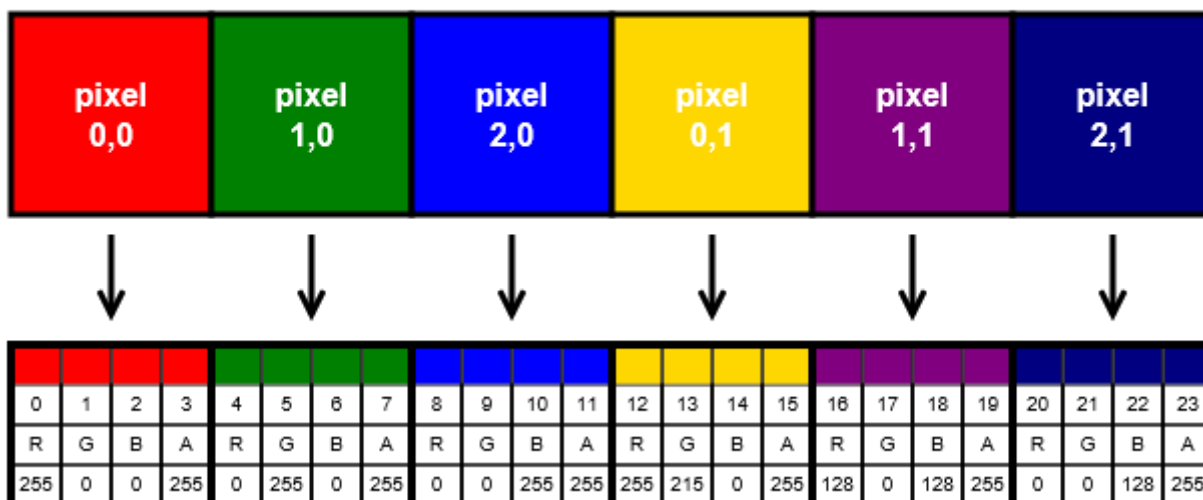 pixel 0,0 pixel 1,0 pixel 2,0 pixel 0,1 pixel 1,1 pixel 2,1
0 1 2 3 4 5 6 7 8 9 10 11 12 13 14 15 16 17 18 19 20 21 22 23
R G B A R G B A R G B A R G B A R G B A R G B A
255 0 0 255 0 255 0 255 0 0 255 255 255 215 0 255 128 0 128 255 0 0 128 255